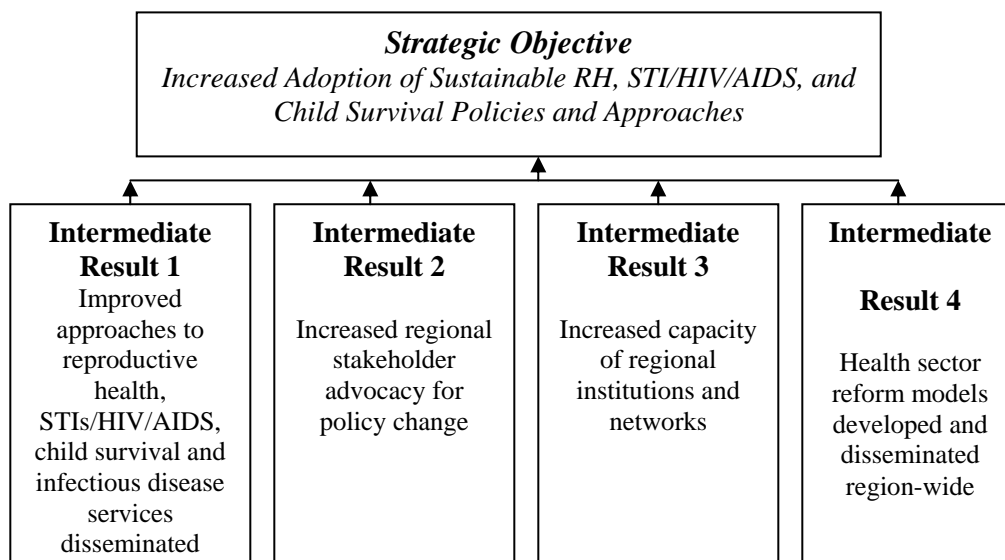 Strategic Objective
Increased Adoption of Sustainable RH, STI/HIV/AIDS, and
Child Survival Policies and Approaches
Intermediate
Result 1
Improved
approaches to
reproductive
health,
STIs/HIV/AIDS,
child survival and
infectious disease
services
disseminated
Intermediate
Result 2
Increased regional
stakeholder
advocacy for
policy change
Intermediate
Result 3
Increased capacity
of regional
institutions and
networks
Intermediate
Result 4
Health sector
reform models
developed and
disseminated
region-wide